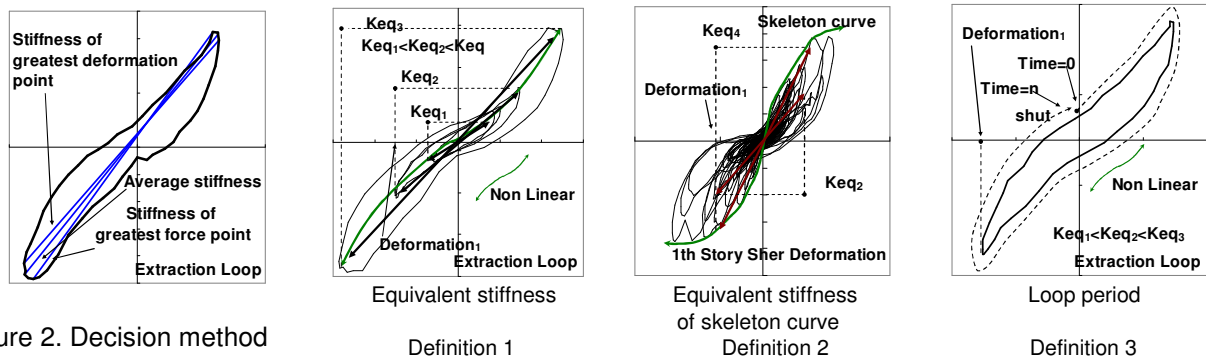 Stiffness of
greatest deformation
point
Average stiffness
Stiffness of
greatest force point
Extraction Loop
Keq3
Keq1<Keq2<Keq
Keq2
Keq1
Non Linear
Deformation1
Extraction Loop
Equivalent stiffness
Definition 1
Skeleton curve
Keq4
Deformation1
Keq2
1th Story Sher Deformation
Equivalent stiffness
of skeleton curve
Definition 2
Deformation1
Time=0
Time=n
shut
Non Linear
Keq1<Keq2<Keq3
Extraction Loop
Loop period
Definition 3
ure 2. Decision method